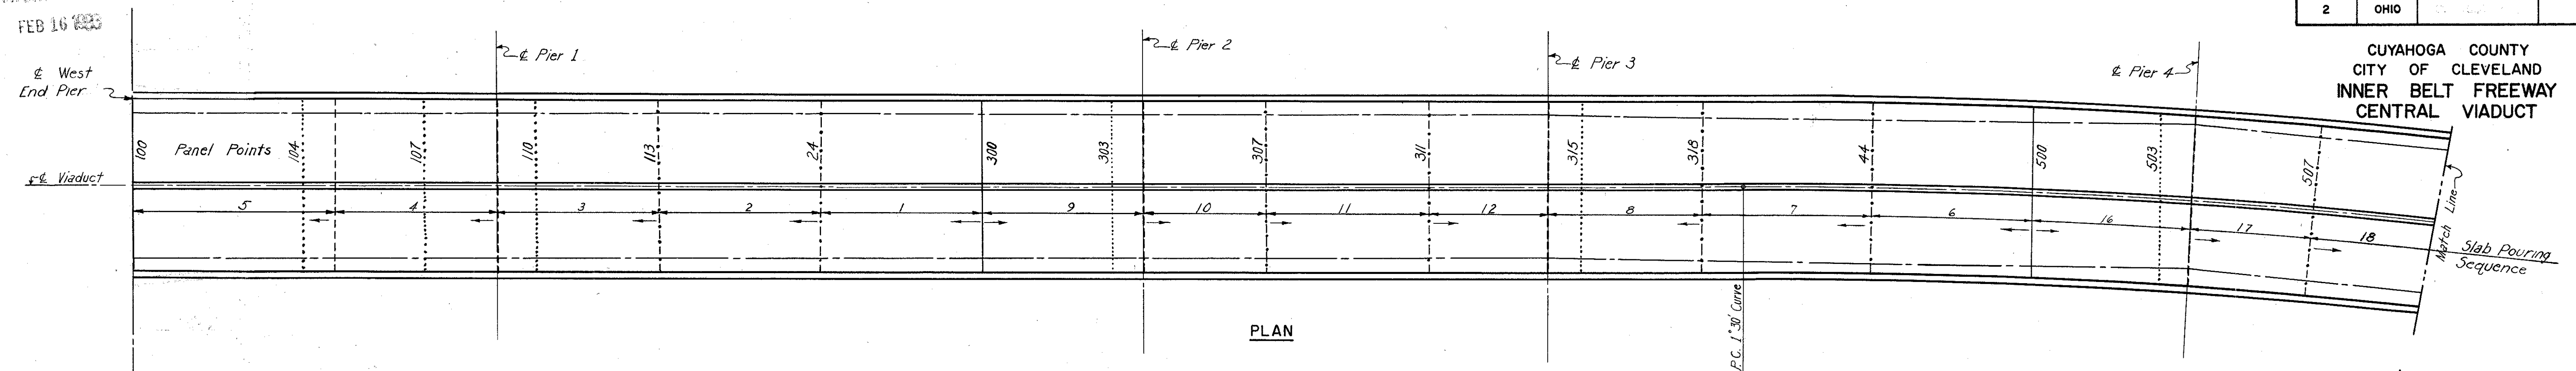 FEB 16
2 OHIO
CUYAHOGA COUNTY
CITY OF CLEVELAND
INNER BELT FREEWAY
CENTRAL VIADUCT
℄ West
End Pier
℄ Pier 1
℄ Pier 2
℄ Pier 3
℄ Pier 4
100
Panel Points
104
107
110
113
24
300
303
307
311
315
318
44
500
503
507
℄ Viaduct
5 4 3 2 1 9 10 11 12 8 7 6 16 17 18
Match Line
Slab Pouring
Sequence
P.C. 1°30' Curve
PLAN